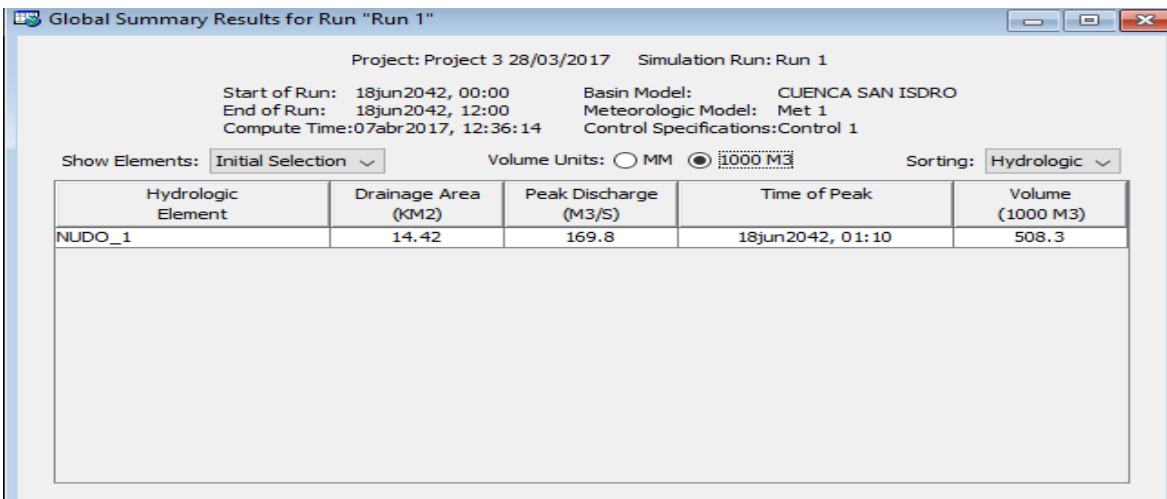 Global Summary Results for Run "Run 1"
Project: Project 3 28/03/2017 Simulation Run: Run 1
Start of Run: 18jun2042, 00:00 Basin Model: CUENCA SAN ISDRO
End of Run: 18jun2042, 12:00 Meteorologic Model: Met 1
Compute Time:07abr2017, 12:36:14 Control Specifications:Control 1
Show Elements: Initial Selection Volume Units: MM 1000 M3 Sorting: Hydrologic
Hydrologic Drainage Area Peak Discharge Time of Peak Volume
Element (KM2) (M3/S) (1000 M3)
NUDO_1 14.42 169.8 18jun2042, 01:10 508.3